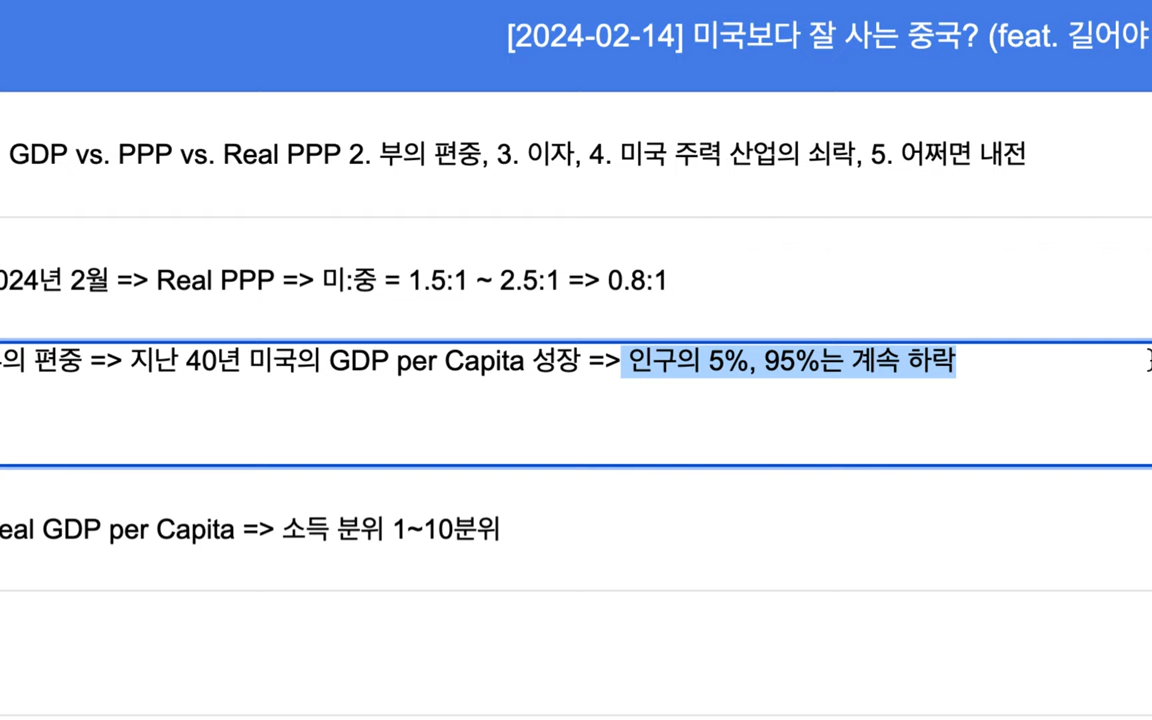 [2024-02-14] 미국보다 잘 사는 중국? (feat. 길어야
GDP vs. PPP vs. Real PPP 2. 부의 편중, 3. 이자, 4. 미국 주력 산업의 쇠락, 5. 어쩌면 내전
024년 2월 => Real PPP => 미:중 = 1.5:1 ~ 2.5:1 => 0.8:1
의 편중 => 지난 40년 미국의 GDP per Capita 성장 => 인구의 5%, 95%는 계속 하락
eal GDP per Capita => 소득 분위 1~10분위